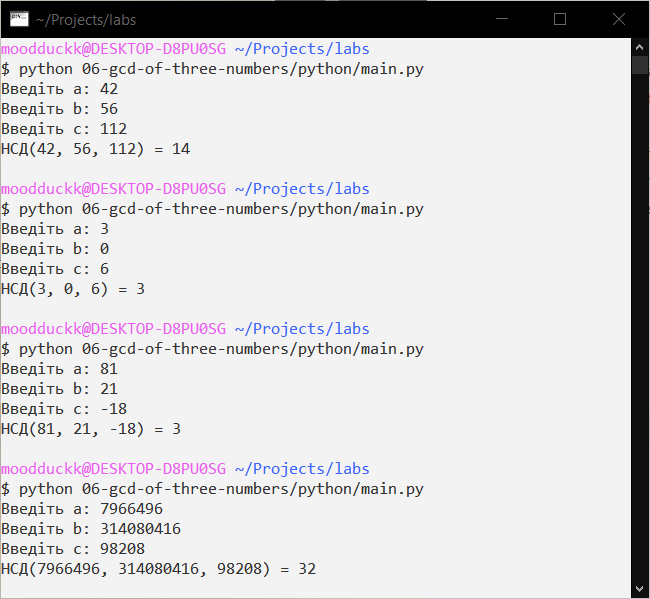 ~/Projects/labs
moodduckk@DESKTOP-D8PU0SG ~/Projects/labs
$ python 06-gcd-of-three-numbers/python/main.py
Введіть a: 42
Введіть b: 56
Введіть c: 112
НСД(42, 56, 112) = 14
moodduckk@DESKTOP-D8PU0SG ~/Projects/labs
$ python 06-gcd-of-three-numbers/python/main.py
Введіть a: 3
Введіть b: 0
Введіть c: 6
НСД(3, 0, 6) = 3
moodduckk@DESKTOP-D8PU0SG ~/Projects/labs
$ python 06-gcd-of-three-numbers/python/main.py
Введіть a: 81
Введіть b: 21
Введіть c: -18
НСД(81, 21, -18) = 3
moodduckk@DESKTOP-D8PU0SG ~/Projects/labs
$ python 06-gcd-of-three-numbers/python/main.py
Введіть a: 7966496
Введіть b: 314080416
Введіть c: 98208
НСД(7966496, 314080416, 98208) = 32